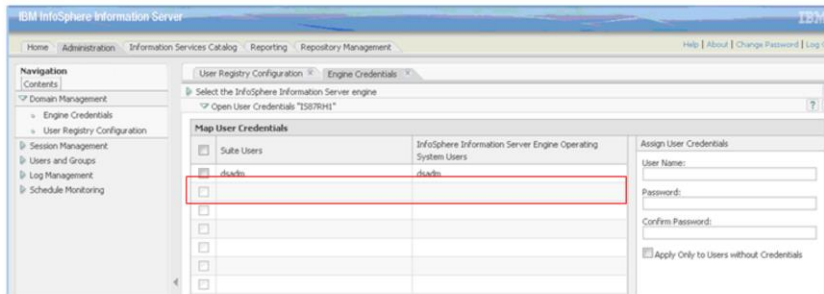 IBM InfoSphere Information Server
IBM
Home Administration Information Services Catalog Reporting Repository Management
Help | About | Change Password | Log
Navigation
Contents
Domain Management
Engine Credentials
User Registry Configuration
Session Management
Users and Groups
Log Management
Schedule Monitoring
User Registry Configuration Engine Credentials
Select the InfoSphere Information Server engine
Open User Credentials "IS87RH1"
?
Map User Credentials
Suite Users
InfoSphere Information Server Engine Operating
System Users
dsadm dsadm
Assign User Credentials
User Name:
Password:
Confirm Password:
Apply Only to Users without Credentials